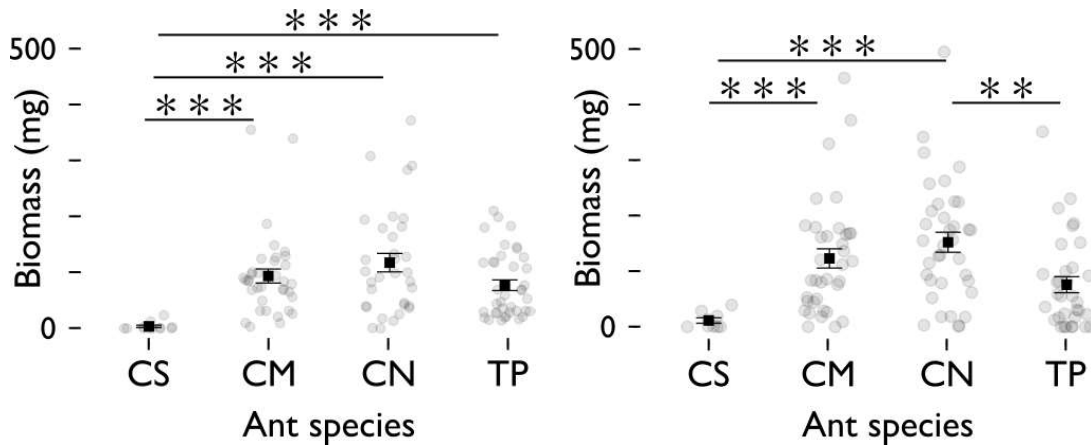 500
Biomass (mg)
0
* * *
* * *
* * *
CS CM CN TP
Ant species
500
Biomass (mg)
0
* * *
* * * * *
CS CM CN TP
Ant species